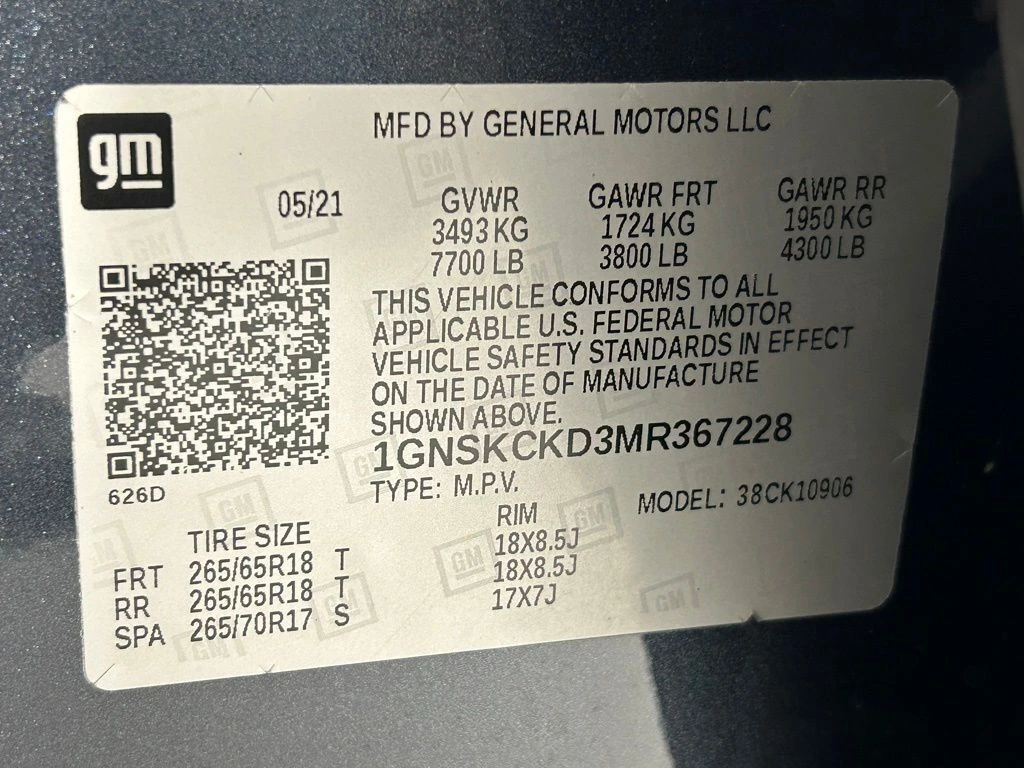 gm
MFD BY GENERAL MOTORS LLC
05/21
GVWR GAWR FRT GAWR RR
3493 KG 1724 KG 1950 KG
7700 LB 3800 LB 4300 LB
THIS VEHICLE CONFORMS TO ALL
APPLICABLE U.S. FEDERAL MOTOR
VEHICLE SAFETY STANDARDS IN EFFECT
ON THE DATE OF MANUFACTURE
SHOWN ABOVE.
1GNSKCKD3MR367228
626D
TYPE: M.P.V. MODEL: 38CK10906
TIRE SIZE RIM
FRT 265/65R18 T 18X8.5J
RR 265/65R18 T 18X8.5J
SPA 265/70R17 S 17X7J